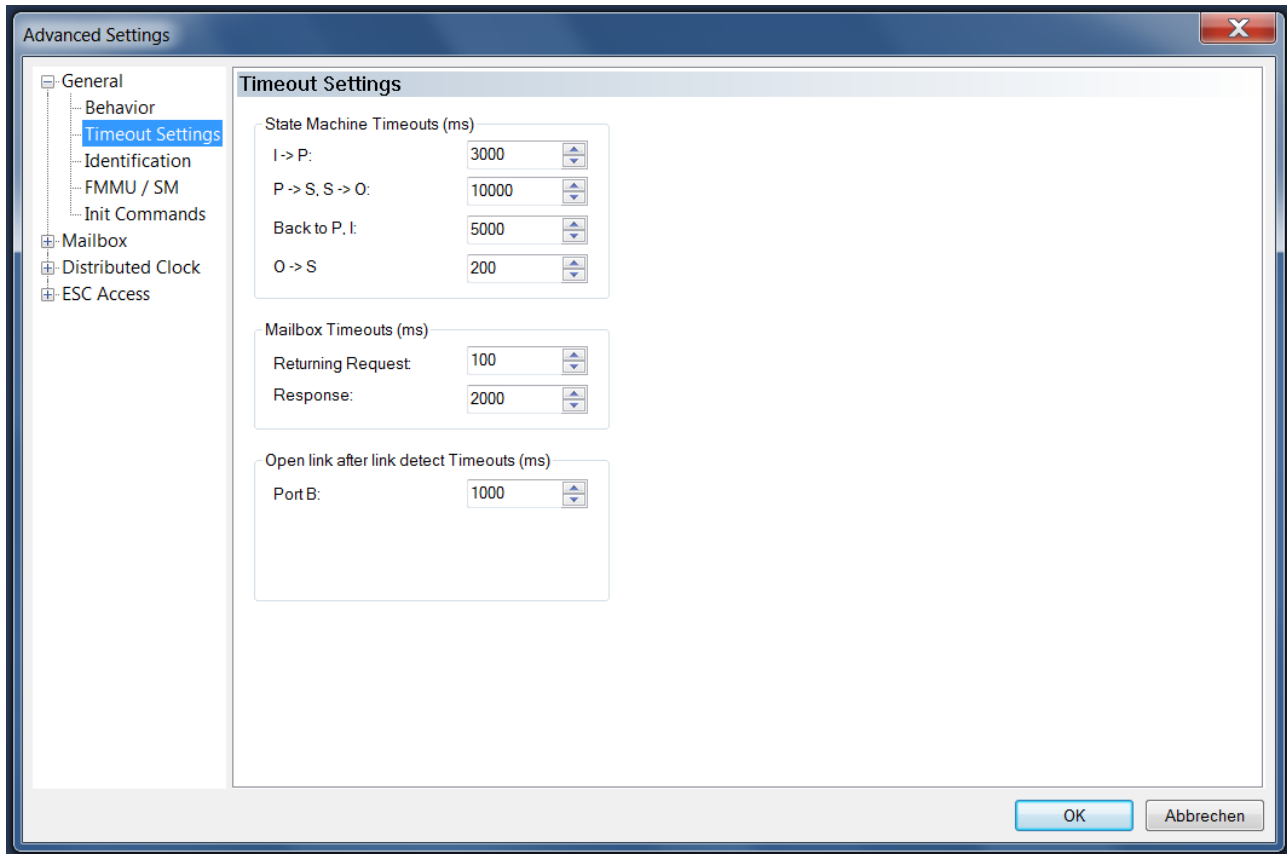 Advanced Settings
General
Behavior
Timeout Settings
Identification
FMMU / SM
Init Commands
Mailbox
Distributed Clock
ESC Access
Timeout Settings
State Machine Timeouts (ms)
I -> P: 3000
P -> S, S -> O: 10000
Back to P, I: 5000
O -> S 200
Mailbox Timeouts (ms)
Returning Request: 100
Response: 2000
Open link after link detect Timeouts (ms)
Port B: 1000
OK Abbrechen